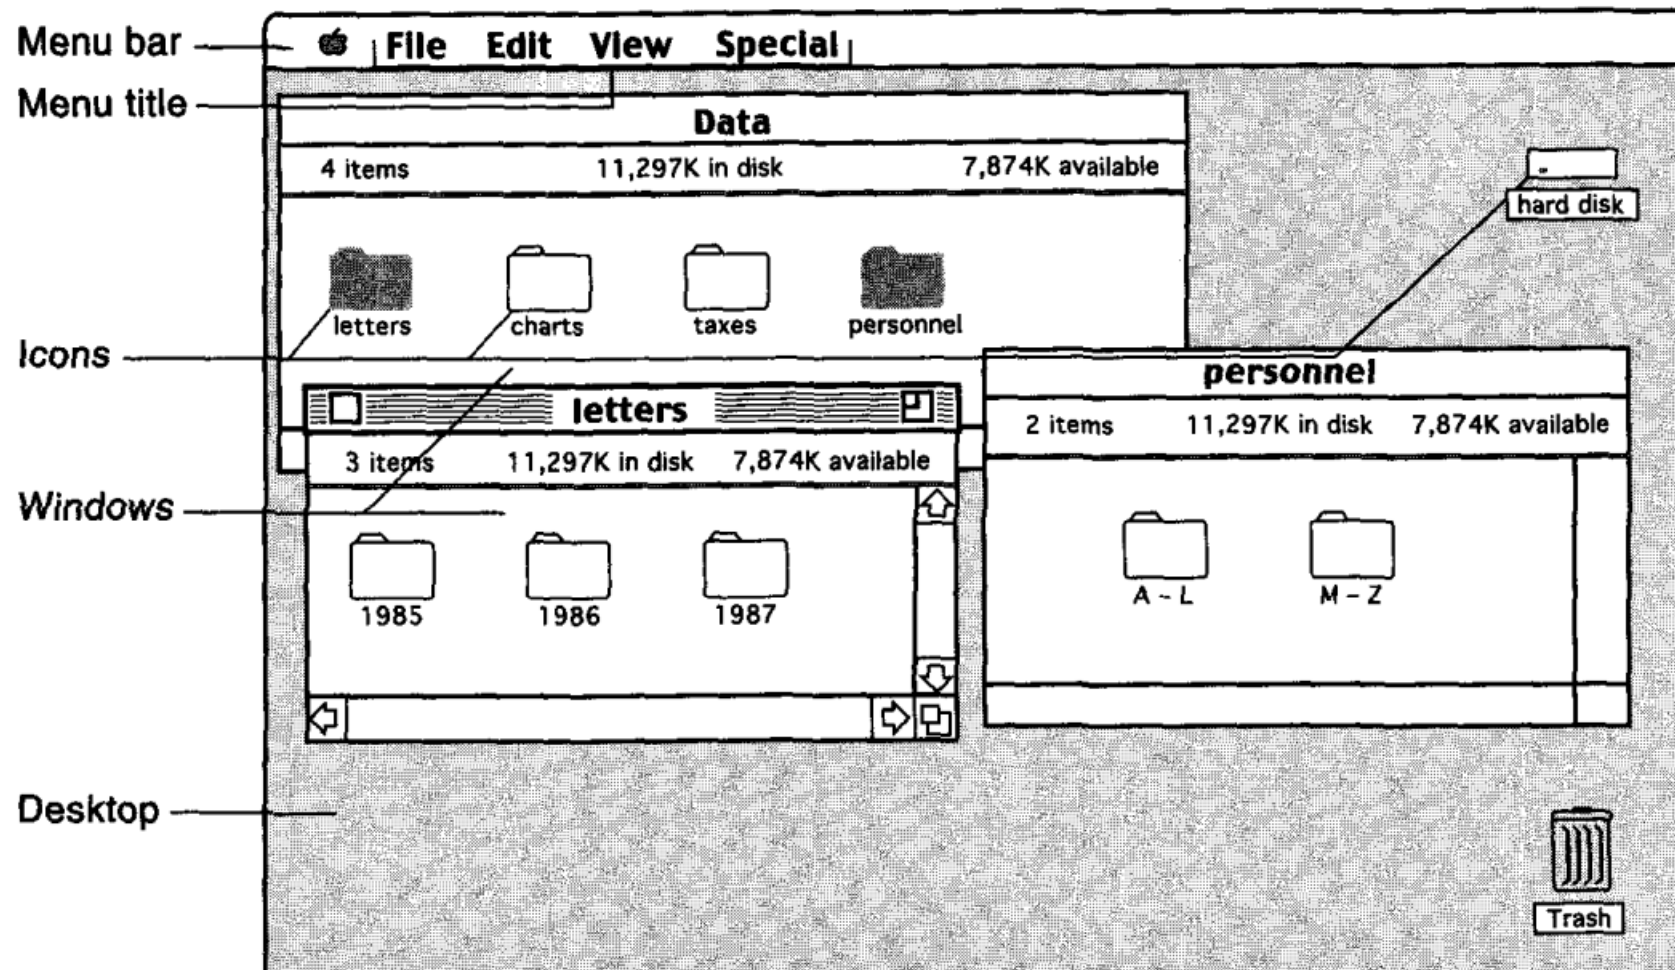 Menu bar
File Edit View Special
Menu title
Data
4 items 11,297K in disk 7,874K available
hard disk
letters charts taxes personnel
Icons
personnel
2 items 11,297K in disk 7,874K available
letters
3 items 11,297K in disk 7,874K available
Windows
A - L M - Z
1985 1986 1987
Desktop
Trash